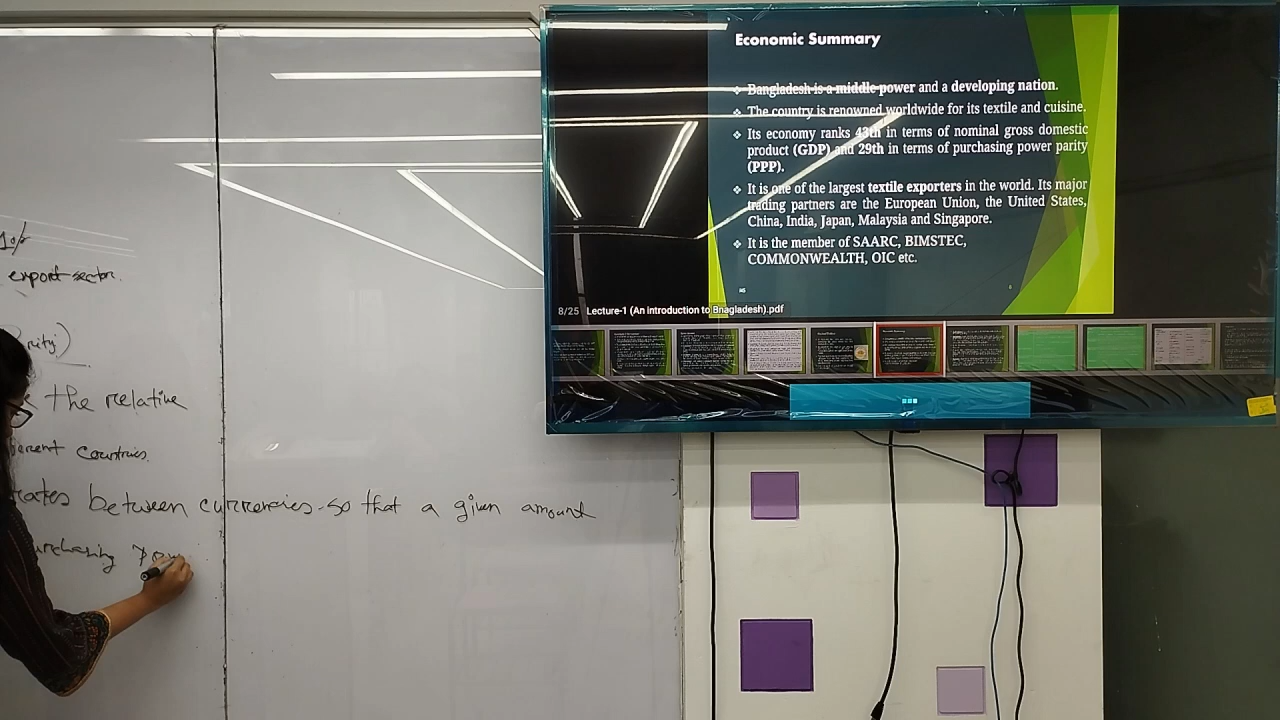 10%
export sector.
Parity)
the relative
ferent countries.
rates between currencies so that a given amount
urchasing Pow
Economic Summary
❖ Bangladesh is a middle power and a developing nation.
❖ The country is renowned worldwide for its textile and cuisine.
❖ Its economy ranks 43th in terms of nominal gross domestic
product (GDP) and 29th in terms of purchasing power parity
(PPP).
❖ It is one of the largest textile exporters in the world. Its major
trading partners are the European Union, the United States,
China, India, Japan, Malaysia and Singapore.
❖ It is the member of SAARC, BIMSTEC,
COMMONWEALTH, OIC etc.
8/25 Lecture-1 (An introduction to Bnagladesh).pdf